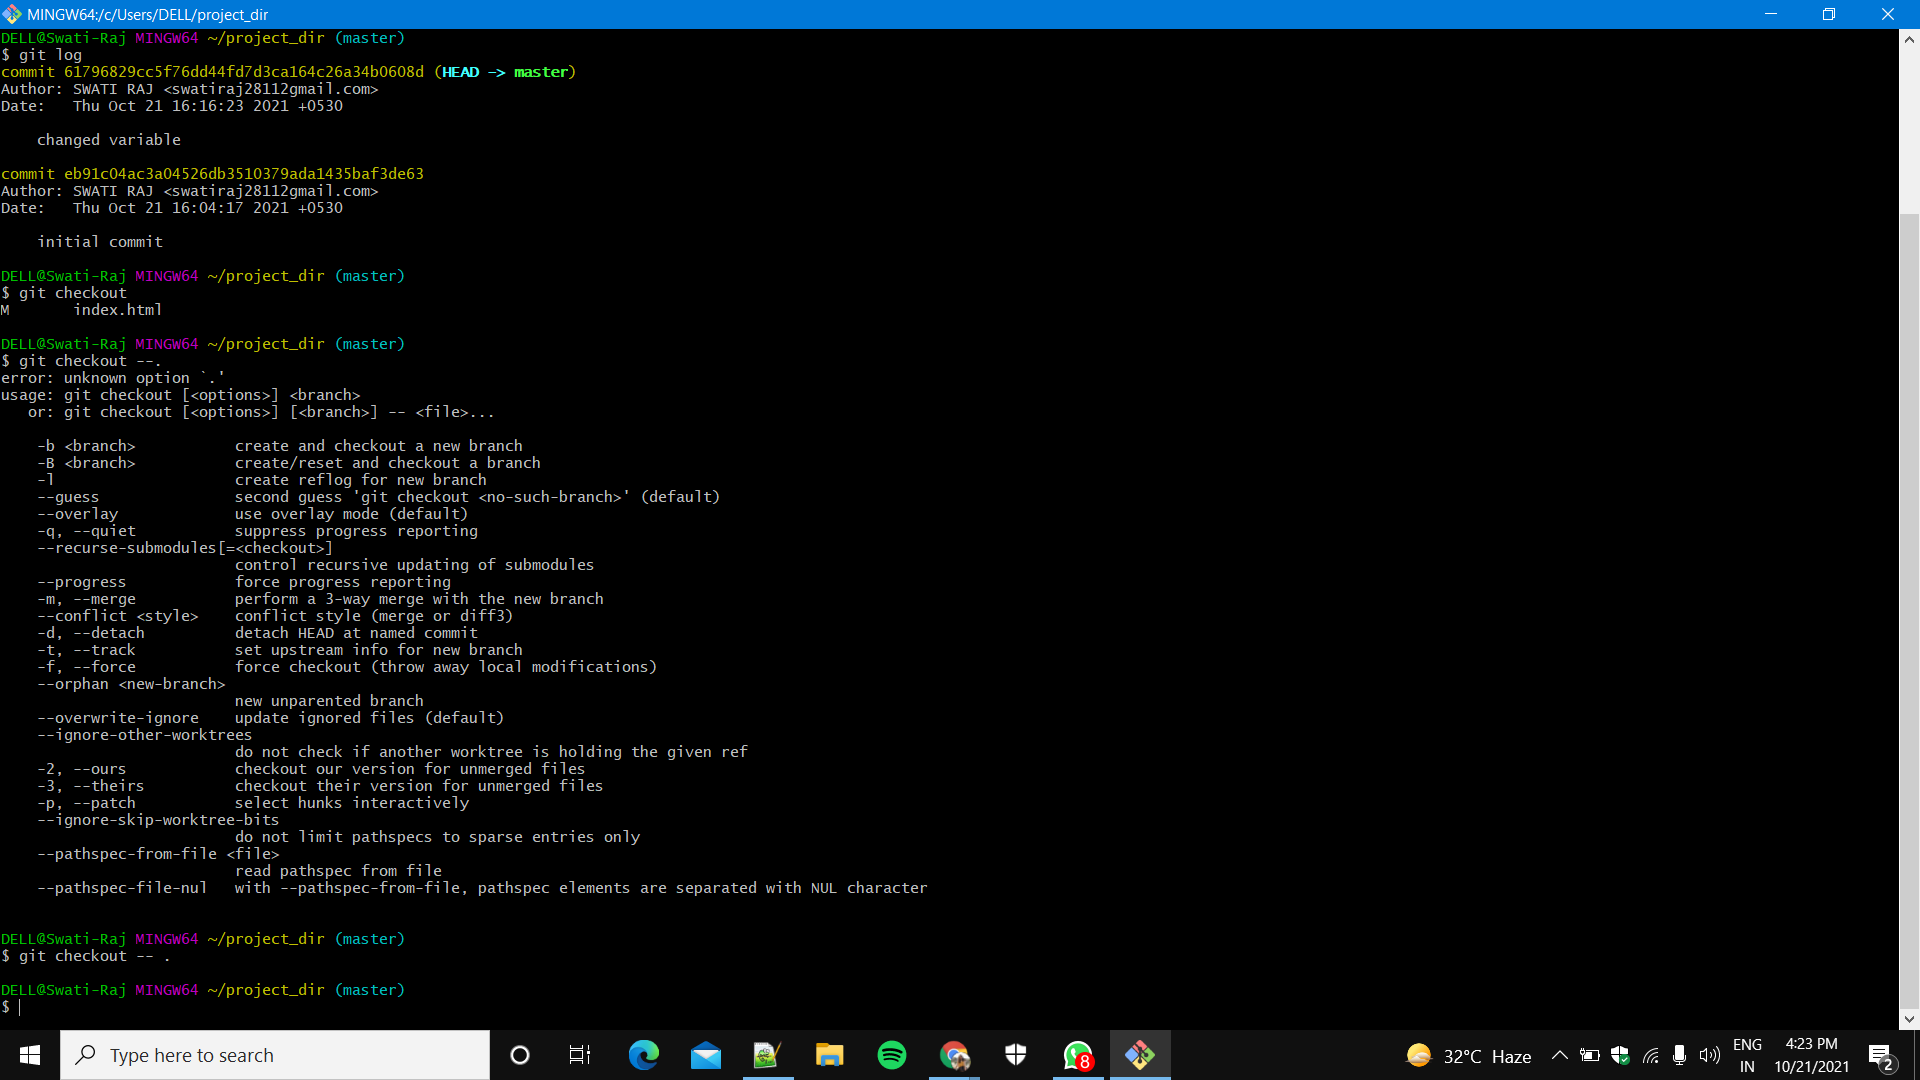 MINGW64:/c/Users/DELL/project_dir
DELL@Swati-Raj MINGW64 ~/project_dir (master)
$ git log
commit 61796829cc5f76dd44fd7d3ca164c26a34b0608d (HEAD -> master)
Author: SWATI RAJ <swatiraj28112gmail.com>
Date:   Thu Oct 21 16:16:23 2021 +0530
    changed variable
commit eb91c04ac3a04526db3510379ada1435baf3de63
Author: SWATI RAJ <swatiraj28112gmail.com>
Date:   Thu Oct 21 16:04:17 2021 +0530
    initial commit
DELL@Swati-Raj MINGW64 ~/project_dir (master)
$ git checkout
M       index.html
DELL@Swati-Raj MINGW64 ~/project_dir (master)
$ git checkout --.
error: unknown option `.'
usage: git checkout [<options>] <branch>
   or: git checkout [<options>] [<branch>] -- <file>...
    -b <branch>           create and checkout a new branch
    -B <branch>           create/reset and checkout a branch
    -l                    create reflog for new branch
    --guess               second guess 'git checkout <no-such-branch>' (default)
    --overlay             use overlay mode (default)
    -q, --quiet           suppress progress reporting
    --recurse-submodules[=<checkout>]
                          control recursive updating of submodules
    --progress            force progress reporting
    -m, --merge           perform a 3-way merge with the new branch
    --conflict <style>    conflict style (merge or diff3)
    -d, --detach          detach HEAD at named commit
    -t, --track           set upstream info for new branch
    -f, --force           force checkout (throw away local modifications)
    --orphan <new-branch>
                          new unparented branch
    --overwrite-ignore    update ignored files (default)
    --ignore-other-worktrees
                          do not check if another worktree is holding the given ref
    -2, --ours            checkout our version for unmerged files
    -3, --theirs          checkout their version for unmerged files
    -p, --patch           select hunks interactively
    --ignore-skip-worktree-bits
                          do not limit pathspecs to sparse entries only
    --pathspec-from-file <file>
                          read pathspec from file
    --pathspec-file-nul   with --pathspec-from-file, pathspec elements are separated with NUL character
DELL@Swati-Raj MINGW64 ~/project_dir (master)
$ git checkout -- .
DELL@Swati-Raj MINGW64 ~/project_dir (master)
$
Type here to search
8
32°C Haze
ENG
IN
4:23 PM
10/21/2021
2